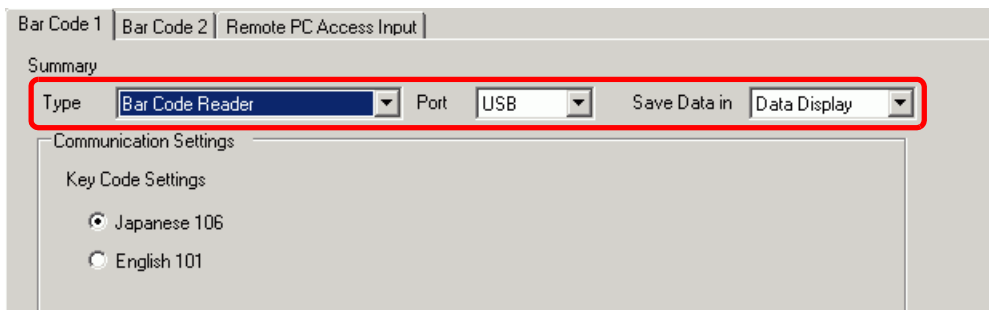 Bar Code 1 Bar Code 2 Remote PC Access Input
Summary
Type Bar Code Reader Port USB Save Data in Data Display
Communication Settings
Key Code Settings
Japanese 106
English 101